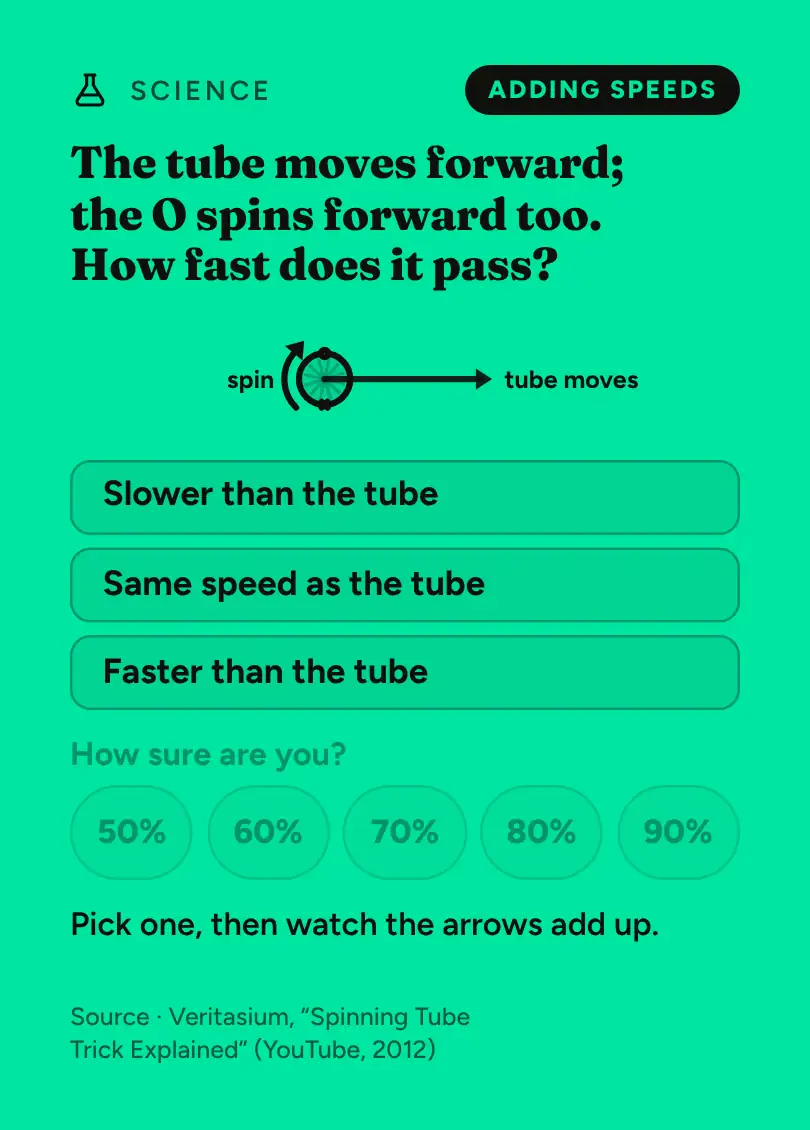 SCIENCE
ADDING SPEEDS
The tube moves forward;
the O spins forward too.
How fast does it pass?
spin
tube moves
Slower than the tube
Same speed as the tube
Faster than the tube
How sure are you?
50% 60% 70% 80% 90%
Pick one, then watch the arrows add up.
Source · Veritasium, “Spinning Tube
Trick Explained” (YouTube, 2012)